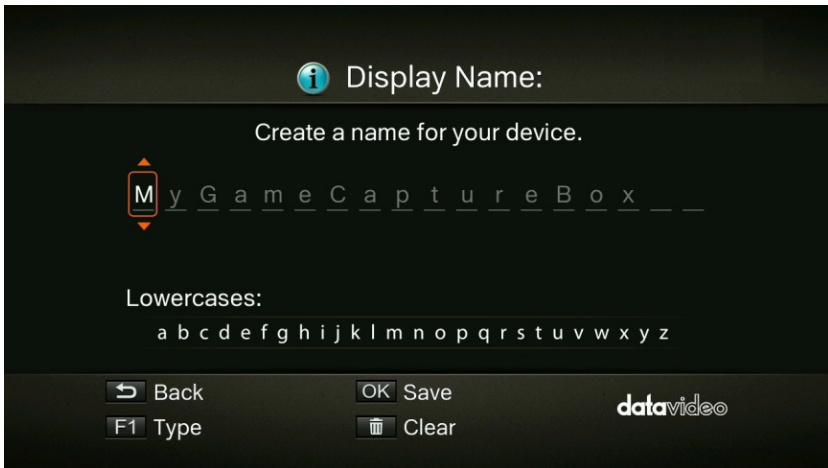 Display Name:
Create a name for your device.
M y G a m e C a p t u r e B o x _ _
Lowercases:
a b c d e f g h i j k l m n o p q r s t u v w x y z
Back OK Save
F1 Type Clear
datavideo